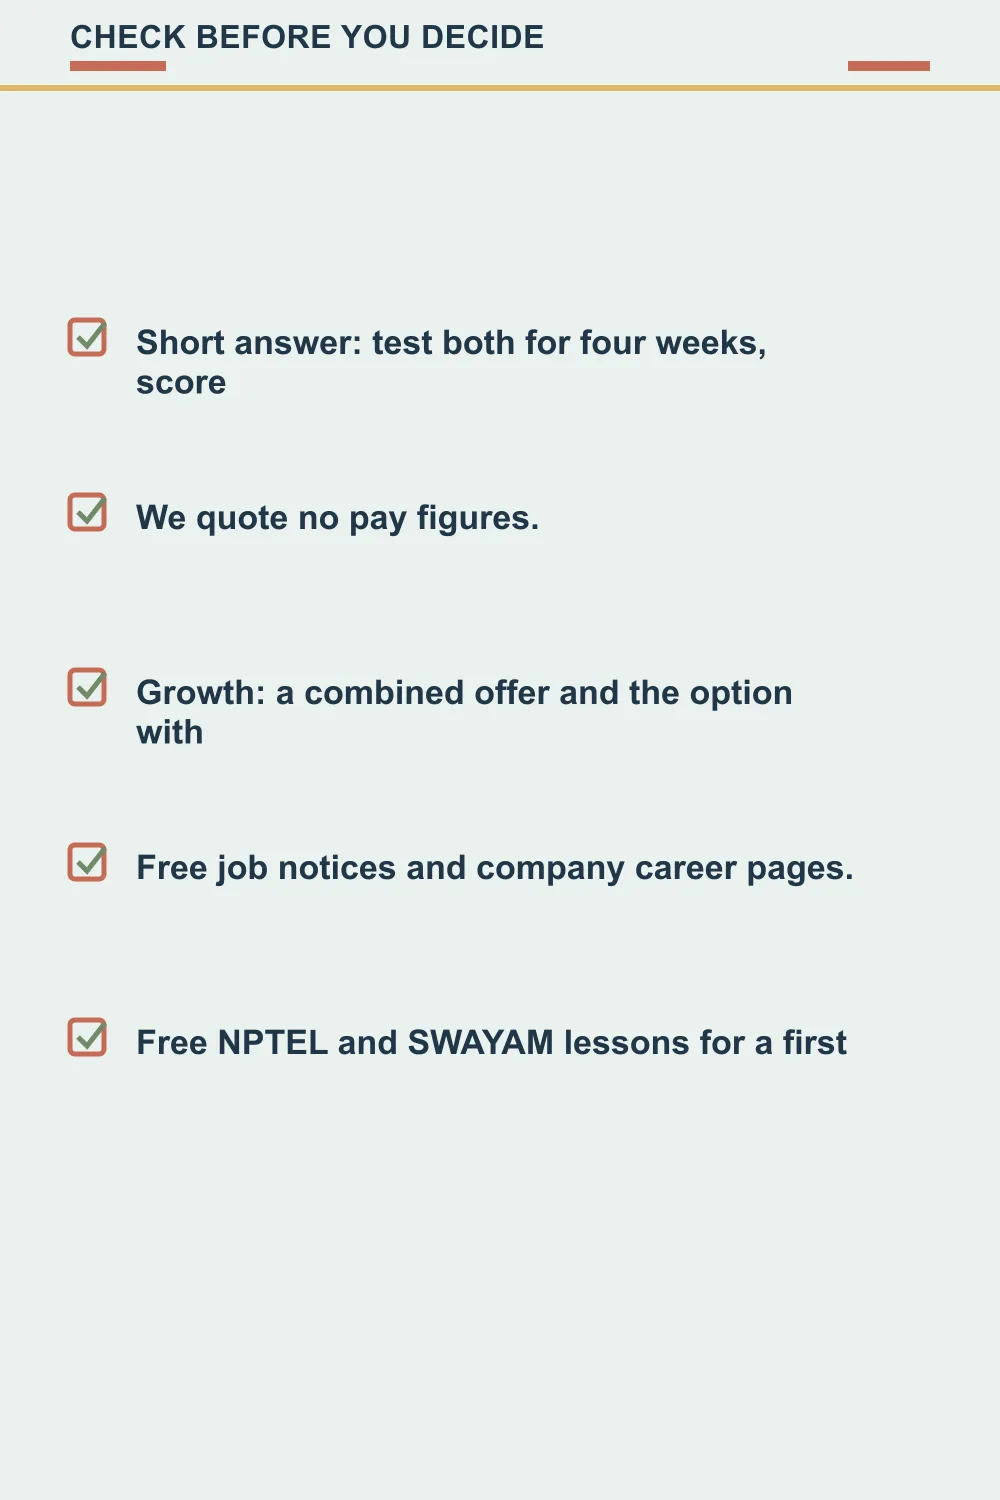 CHECK BEFORE YOU DECIDE
Short answer: test both for four weeks,
score
We quote no pay figures.
Growth: a combined offer and the option
with
Free job notices and company career pages.
Free NPTEL and SWAYAM lessons for a first